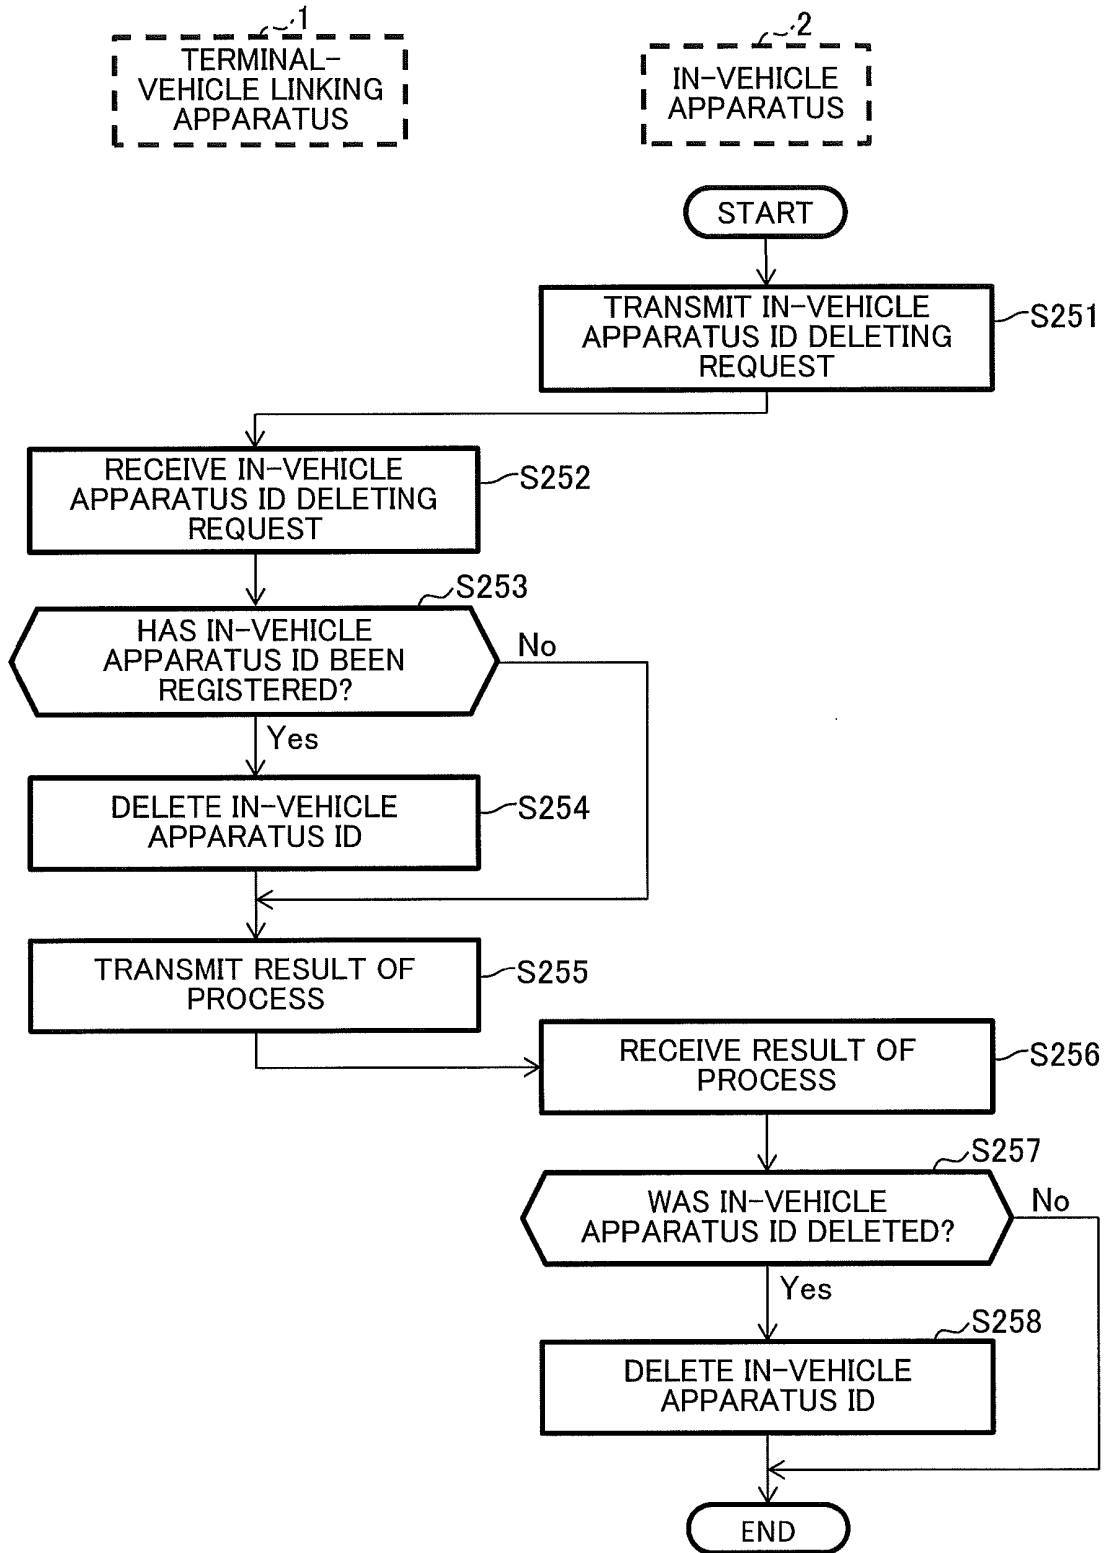 1
TERMINAL-
VEHICLE LINKING
APPARATUS
2
IN-VEHICLE
APPARATUS
START
TRANSMIT IN-VEHICLE
APPARATUS ID DELETING
REQUEST
S251
RECEIVE IN-VEHICLE
APPARATUS ID DELETING
REQUEST
S252
S253
HAS IN-VEHICLE
APPARATUS ID BEEN
REGISTERED?
No
Yes
DELETE IN-VEHICLE
APPARATUS ID
S254
TRANSMIT RESULT OF
PROCESS
S255
RECEIVE RESULT OF
PROCESS
S256
S257
WAS IN-VEHICLE
APPARATUS ID DELETED?
No
Yes
S258
DELETE IN-VEHICLE
APPARATUS ID
END